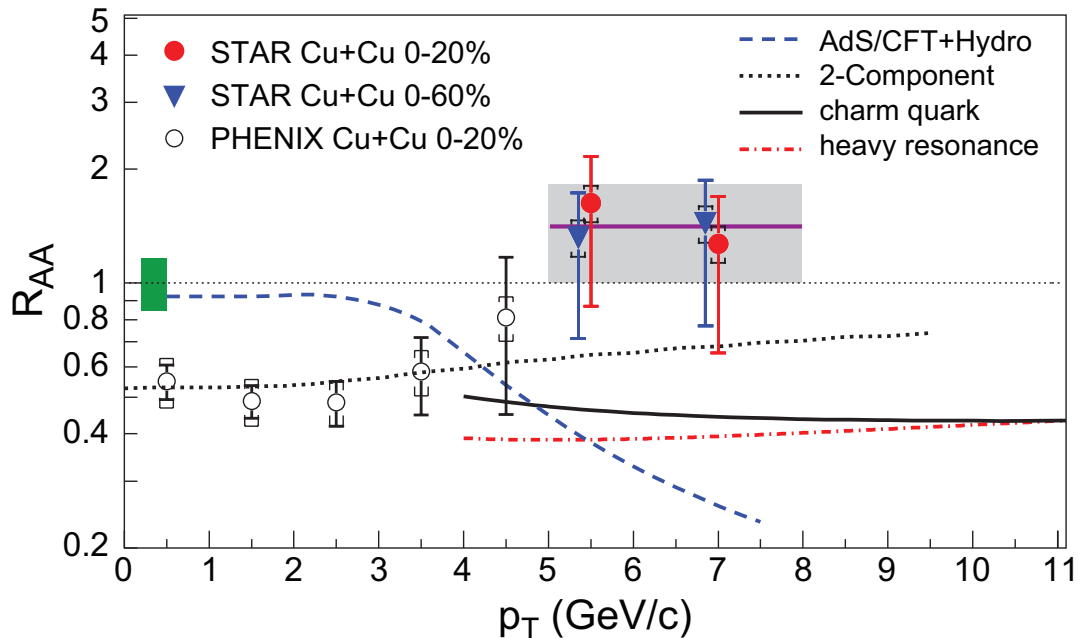 STAR Cu+Cu 0-20%
STAR Cu+Cu 0-60%
PHENIX Cu+Cu 0-20%
AdS/CFT+Hydro
2-Component
charm quark
heavy resonance
R_AA
5
4
3
2
1
0.8
0.6
0.4
0.2
0 1 2 3 4 5 6 7 8 9 10 11
p_T (GeV/c)